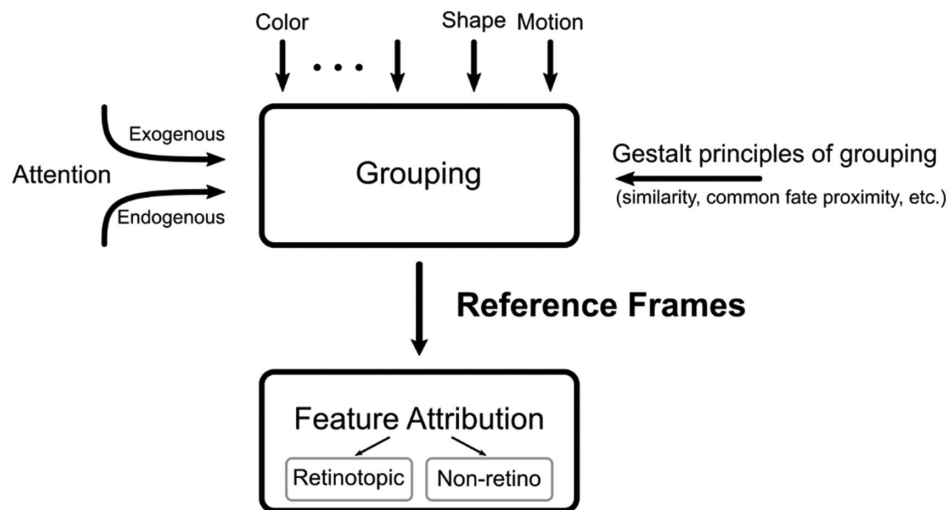 Color
Shape Motion
Exogenous
Attention
Endogenous
Grouping
Gestalt principles of grouping
(similarity, common fate proximity, etc.)
Reference Frames
Feature Attribution
Retinotopic
Non-retino